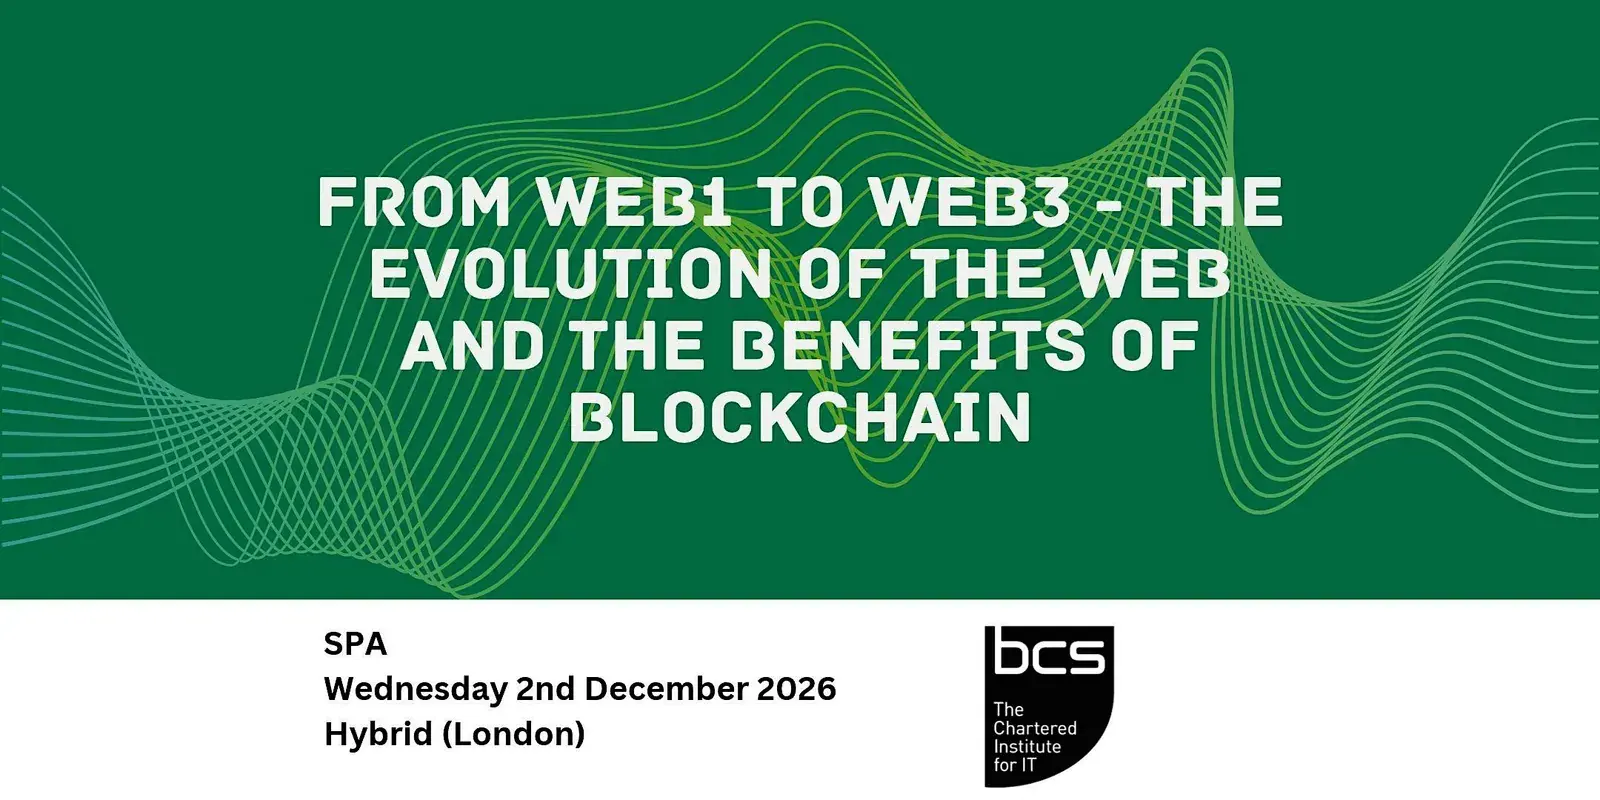 FROM WEB1 TO WEB3 - THE
EVOLUTION OF THE WEB
AND THE BENEFITS OF
BLOCKCHAIN
SPA
Wednesday 2nd December 2026
Hybrid (London)
bcs
The
Chartered
Institute
for IT